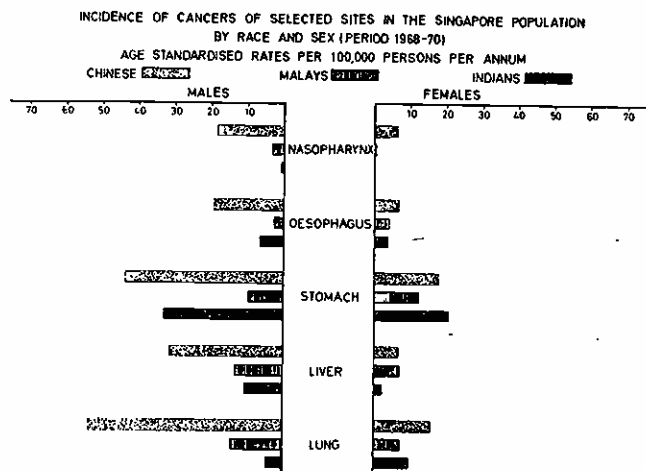 INCIDENCE OF CANCERS OF SELECTED SITES IN THE SINGAPORE POPULATION
BY RACE AND SEX (PERIOD 1968-70)
AGE STANDARDISED RATES PER 100,000 PERSONS PER ANNUM
CHINESE MALAYS INDIANS
MALES FEMALES
70 60 50 40 30 20 10 10 20 30 40 50 60 70
NASOPHARYNX
OESOPHAGUS
STOMACH
LIVER
LUNG